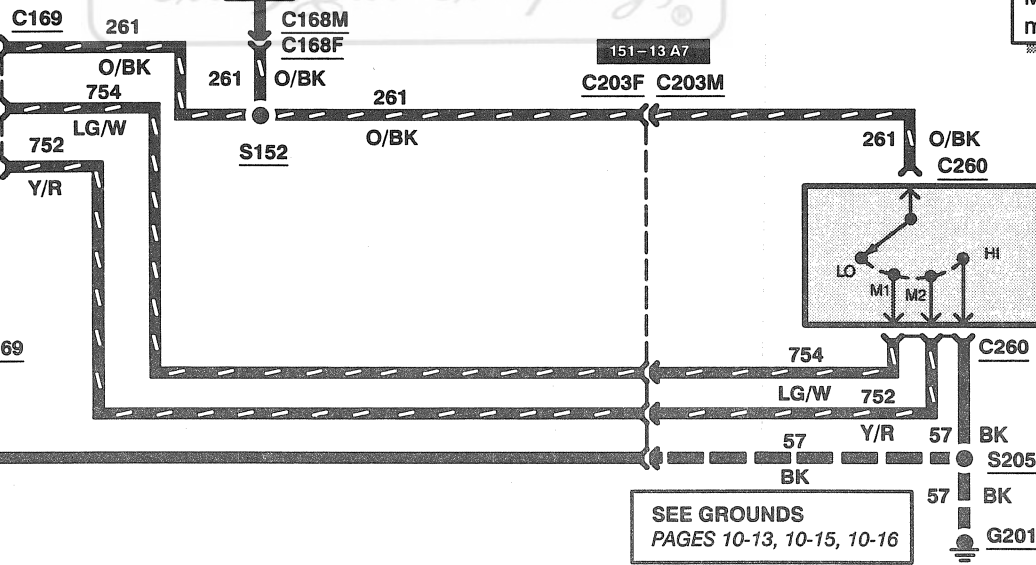 C169
261
O/BK
754
LG/W
752
Y/R
C168M
C168F
261
O/BK
S152
261
O/BK
151–13 A7
C203F C203M
261
O/BK
C260
LO
M1
M2
HI
C260
69
754
LG/W
752
Y/R
57
BK
57
BK
S205
57
BK
G201
SEE GROUNDS
PAGES 10-13, 10-15, 10-16